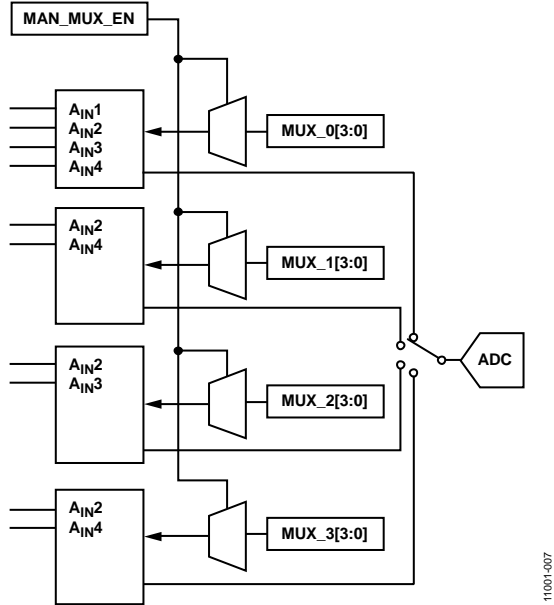 MAN_MUX_EN
AIN1
AIN2
AIN3
AIN4
MUX_0[3:0]
AIN2
AIN4
MUX_1[3:0]
ADC
AIN2
AIN3
MUX_2[3:0]
AIN2
AIN4
MUX_3[3:0]
11001-007